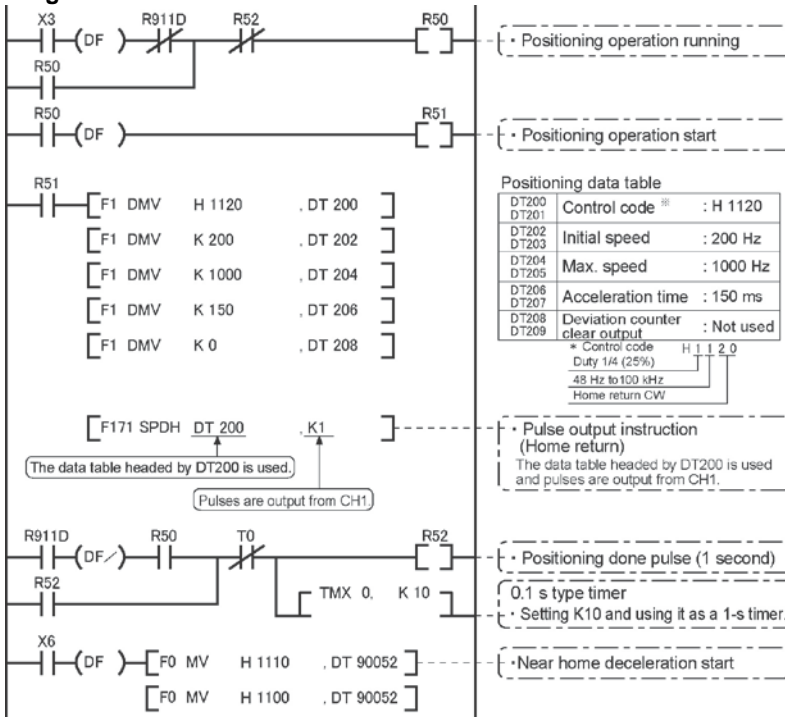 X3 (DF ) R911D R52 R50
· Positioning operation running
R50
R50 (DF ) R51
· Positioning operation start
R51
F1 DMV H 1120 , DT 200
F1 DMV K 200 , DT 202
F1 DMV K 1000 , DT 204
F1 DMV K 150 , DT 206
F1 DMV K 0 , DT 208
Positioning data table
DT200 DT201 Control code ※ : H 1120
DT202 DT203 Initial speed : 200 Hz
DT204 DT205 Max. speed : 1000 Hz
DT206 DT207 Acceleration time : 150 ms
DT208 DT209 Deviation counter clear output : Not used
* Control code H 1 1 2 0
Duty 1/4 (25%)
48 Hz to100 kHz
Home return CW
F171 SPDH DT 200 , K1
The data table headed by DT200 is used.
Pulses are output from CH1.
· Pulse output instruction
(Home return)
The data table headed by DT200 is used
and pulses are output from CH1.
R911D (DF/) R50 T0 R52
· Positioning done pulse (1 second)
R52
TMX 0, K 10
0.1 s type timer
· Setting K10 and using it as a 1-s timer.
X6 (DF ) F0 MV H 1110 , DT 90052
·Near home deceleration start
F0 MV H 1100 , DT 90052